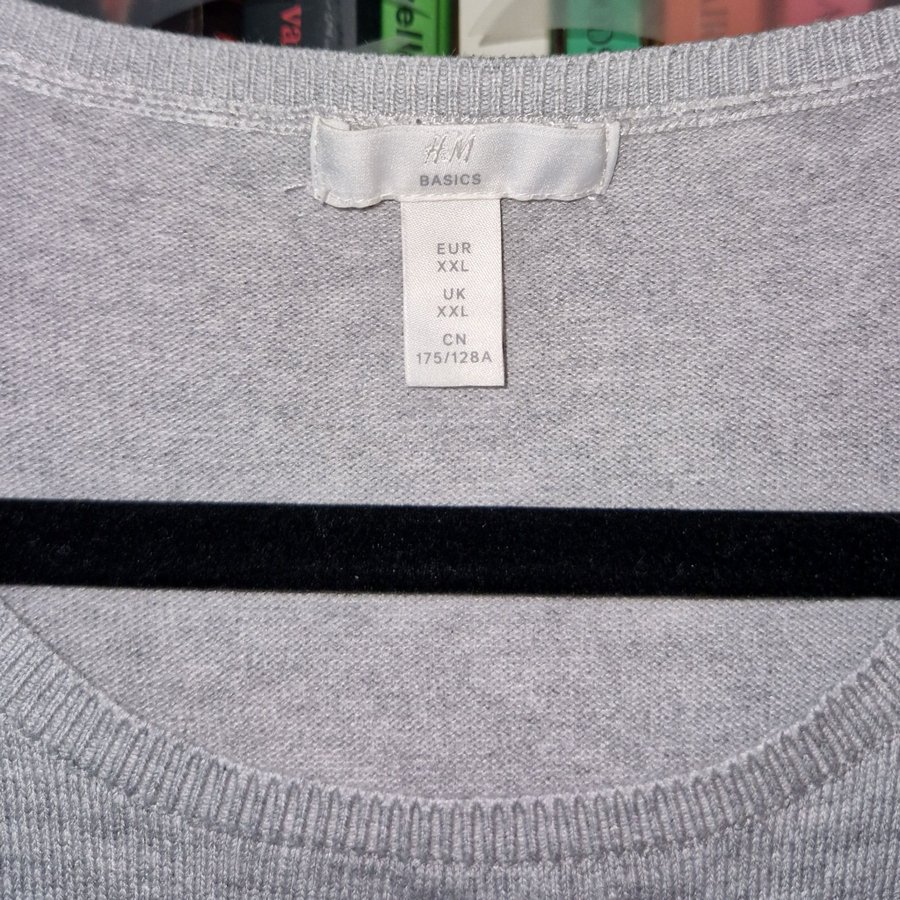 H&M
BASICS
EUR
XXL
UK
XXL
CN
175/128A